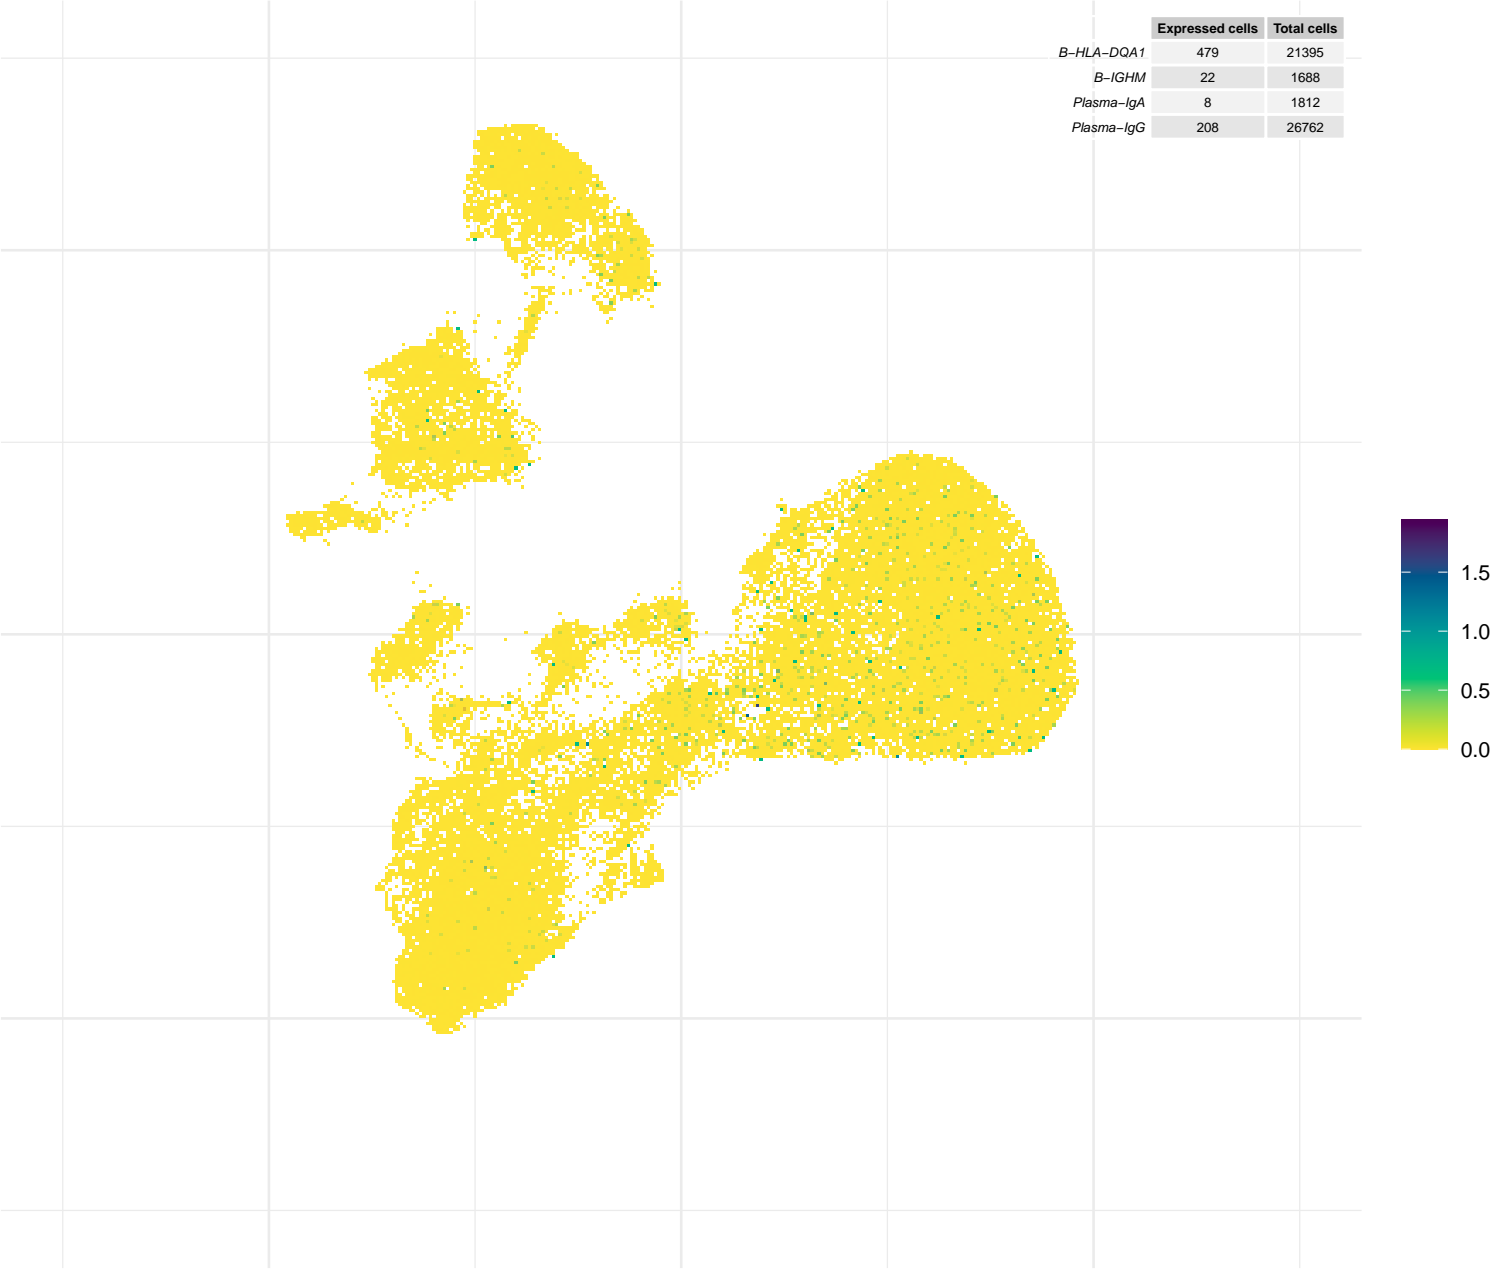 Expressed cells Total cells
B−HLA−DQA1 479 21395
B−IGHM 22 1688
Plasma−IgA 8 1812
Plasma−IgG 208 26762
1.5
1.0
0.5
0.0